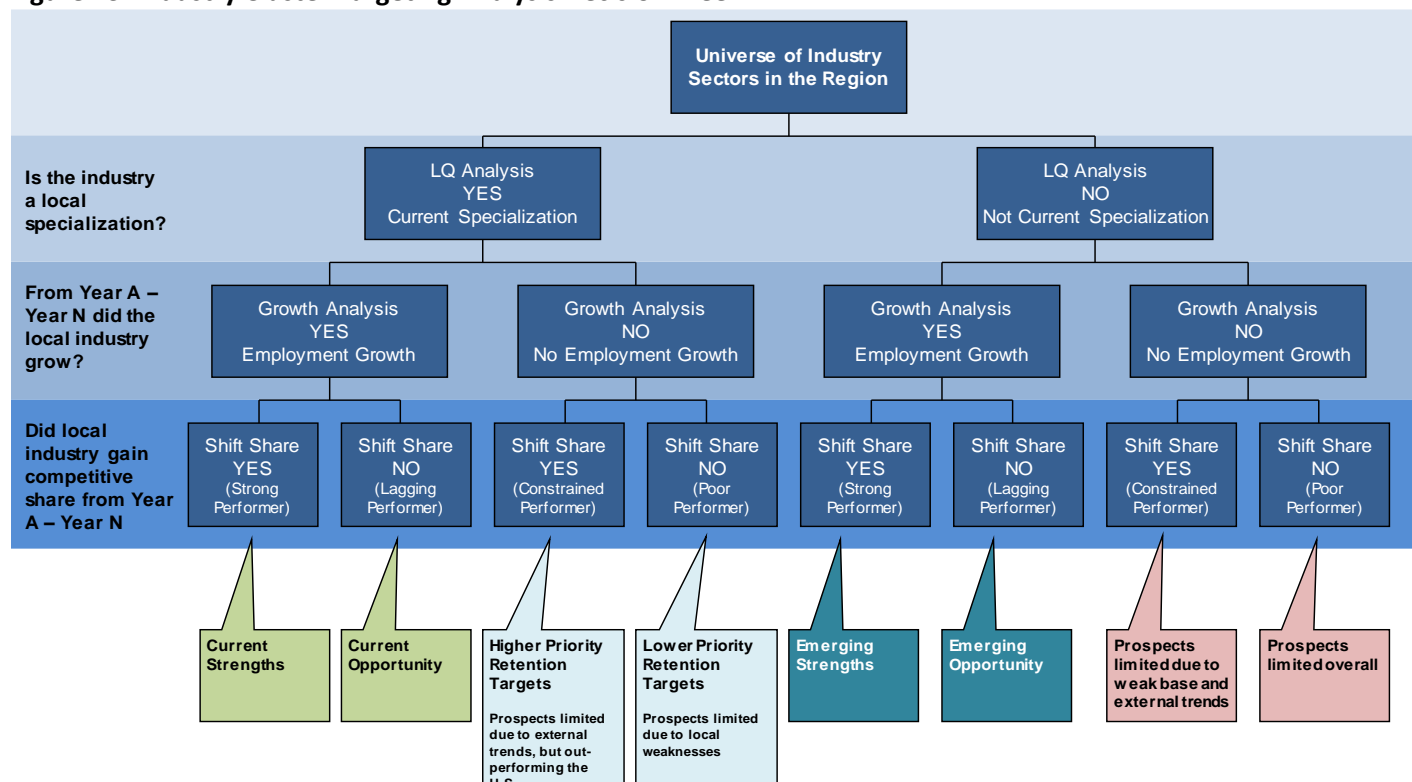 Universe of Industry
Sectors in the Region
Is the industry
a local
specialization?
LQ Analysis
YES
Current Specialization
LQ Analysis
NO
Not Current Specialization
From Year A –
Year N did the
local industry
grow?
Growth Analysis
YES
Employment Growth
Growth Analysis
NO
No Employment Growth
Growth Analysis
YES
Employment Growth
Growth Analysis
NO
No Employment Growth
Did local
industry gain
competitive
share from Year
A – Year N
Shift Share
YES
(Strong
Performer)
Shift Share
NO
(Lagging
Performer)
Shift Share
YES
(Constrained
Performer)
Shift Share
NO
(Poor
Performer)
Shift Share
YES
(Strong
Performer)
Shift Share
NO
(Lagging
Performer)
Shift Share
YES
(Constrained
Performer)
Shift Share
NO
(Poor
Performer)
Current
Strengths
Current
Opportunity
Higher Priority
Retention
Targets
Prospects limited
due to external
trends, but out-
performing the
Lower Priority
Retention
Targets
Prospects limited
due to local
weaknesses
Emerging
Strengths
Emerging
Opportunity
Prospects
limited due to
weak base and
external trends
Prospects
limited overall